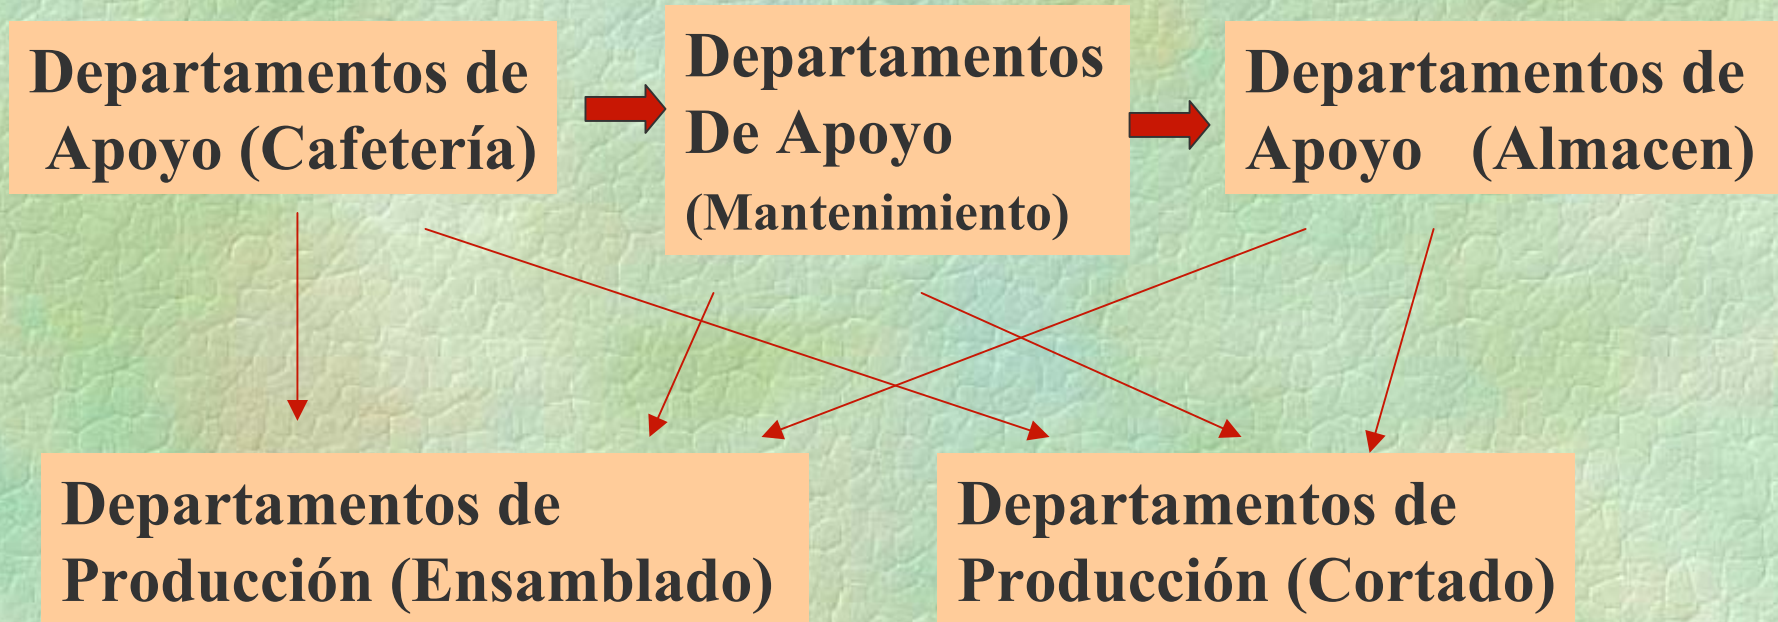 Departamentos de
Apoyo (Cafetería)
Departamentos
De Apoyo
(Mantenimiento)
Departamentos de
Apoyo (Almacen)
Departamentos de
Producción (Ensamblado)
Departamentos de
Producción (Cortado)